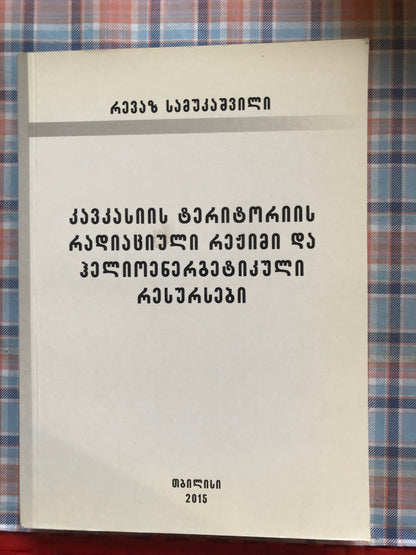 რევაზ სამუკაშვილი
კავკასიის ტერიტორიის
რადიაციული რეჟიმი და
ჰელიოენერგეტიკული
რესურსები
თბილისი
2015